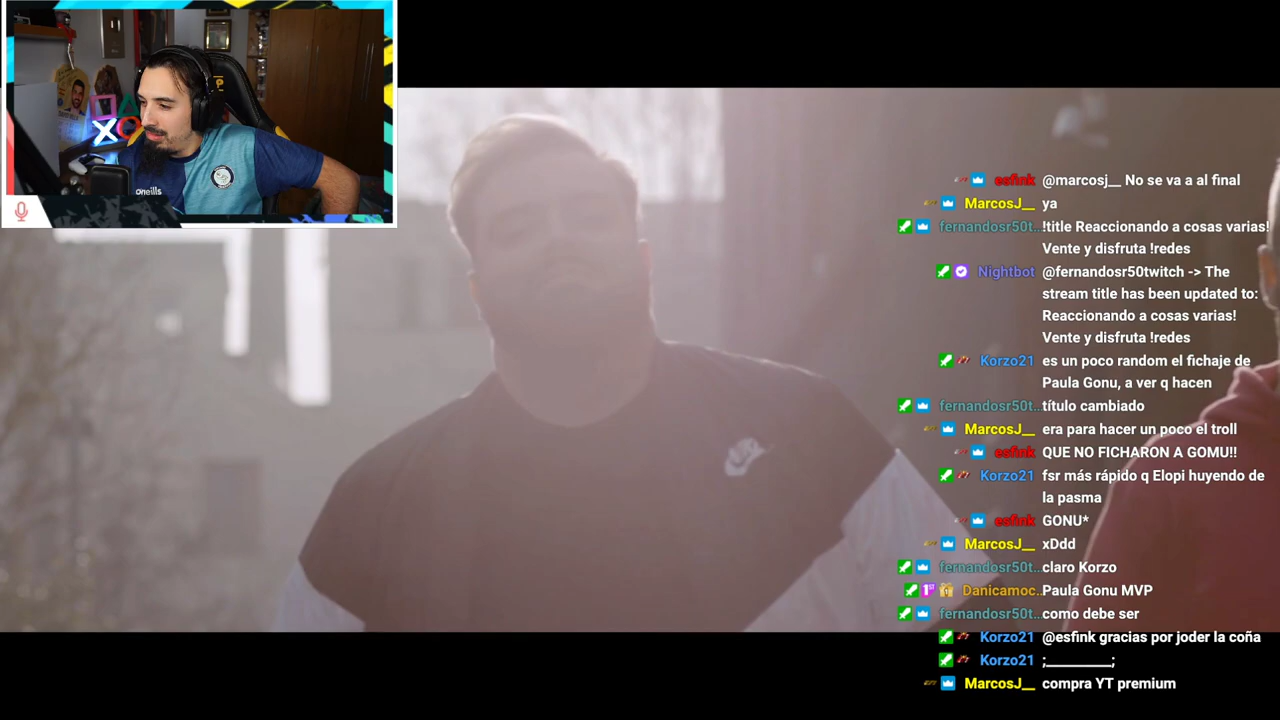 oneills
esfink @marcosj__ No se va a al final
MarcosJ__ ya
fernandosr50t... !title Reaccionando a cosas varias!
Vente y disfruta !redes
Nightbot @fernandosr50twitch -> The
stream title has been updated to:
Reaccionando a cosas varias!
Vente y disfruta !redes
Korzo21 es un poco random el fichaje de
Paula Gonu, a ver q hacen
fernandosr50t... título cambiado
MarcosJ__ era para hacer un poco el troll
esfink QUE NO FICHARON A GOMU!!
Korzo21 fsr más rápido q Elopi huyendo de
la pasma
esfink GONU*
MarcosJ__ xDdd
fernandosr50t... claro Korzo
Danicamoc... Paula Gonu MVP
fernandosr50t... como debe ser
Korzo21 @esfink gracias por joder la coña
Korzo21 ;_________;
MarcosJ__ compra YT premium